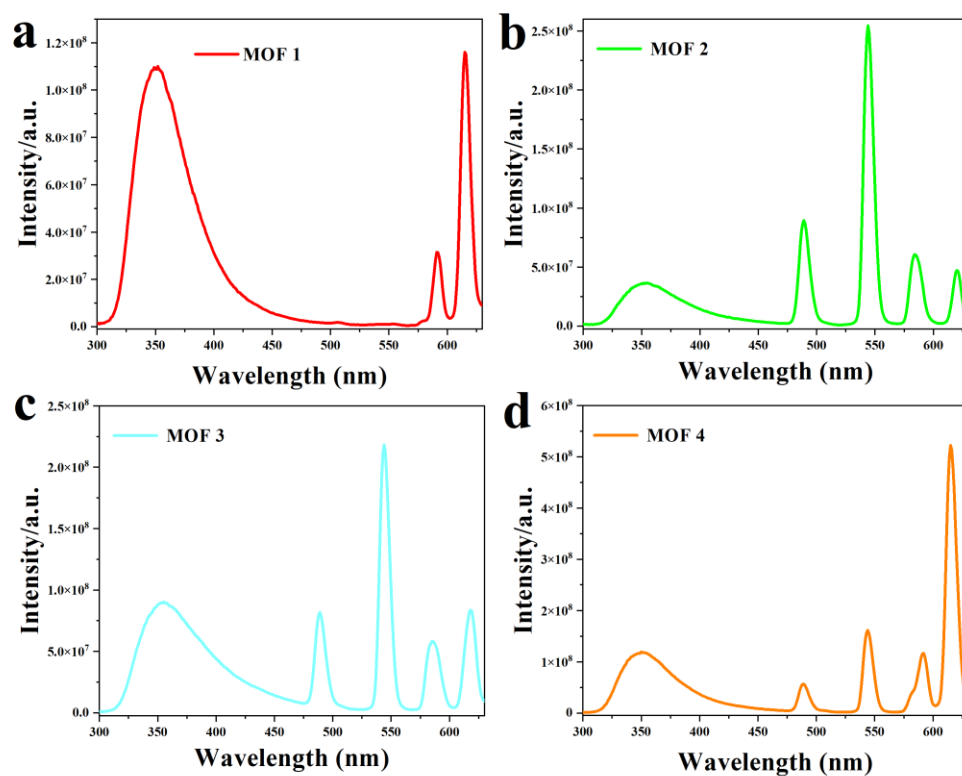 a
MOF 1
Intensity/a.u.
1.2×10⁸
1.0×10⁸
8.0×10⁷
6.0×10⁷
4.0×10⁷
2.0×10⁷
0.0
300 350 400 450 500 550 600
Wavelength (nm)
b
MOF 2
Intensity/a.u.
2.5×10⁸
2.0×10⁸
1.5×10⁸
1.0×10⁸
5.0×10⁷
0.0
300 350 400 450 500 550 600
Wavelength (nm)
c
MOF 3
Intensity/a.u.
2.5×10⁸
2.0×10⁸
1.5×10⁸
1.0×10⁸
5.0×10⁷
0.0
300 350 400 450 500 550 600
Wavelength (nm)
d
MOF 4
Intensity/a.u.
6×10⁸
5×10⁸
4×10⁸
3×10⁸
2×10⁸
1×10⁸
0
300 350 400 450 500 550 600
Wavelength (nm)